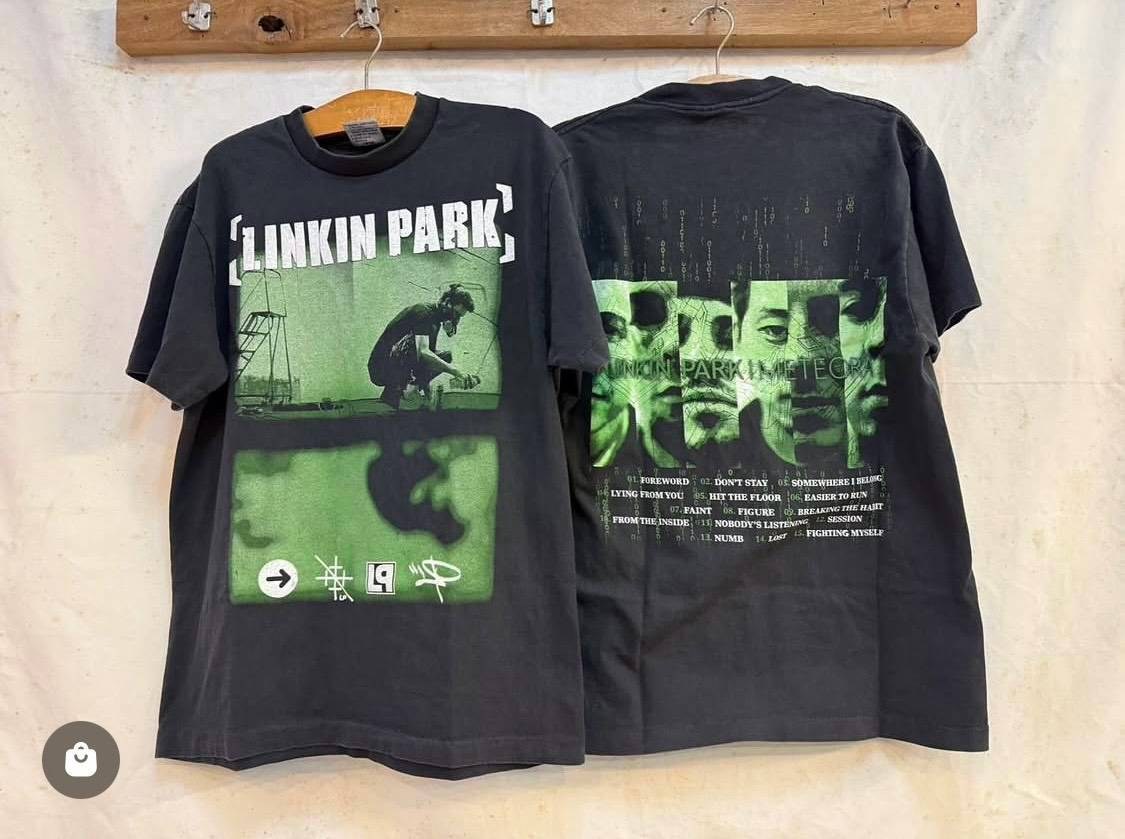 [LINKIN PARK]
LP
LINKIN PARK METEORA
01. FOREWORD 02. DON'T STAY 03. SOMEWHERE I BELONG
LYING FROM YOU 05. HIT THE FLOOR 06. EASIER TO RUN
07. FAINT 08. FIGURE 09. BREAKING THE HABIT
FROM THE INSIDE 11. NOBODY'S LISTENING 12. SESSION
13. NUMB 14. LOST 15. FIGHTING MYSELF